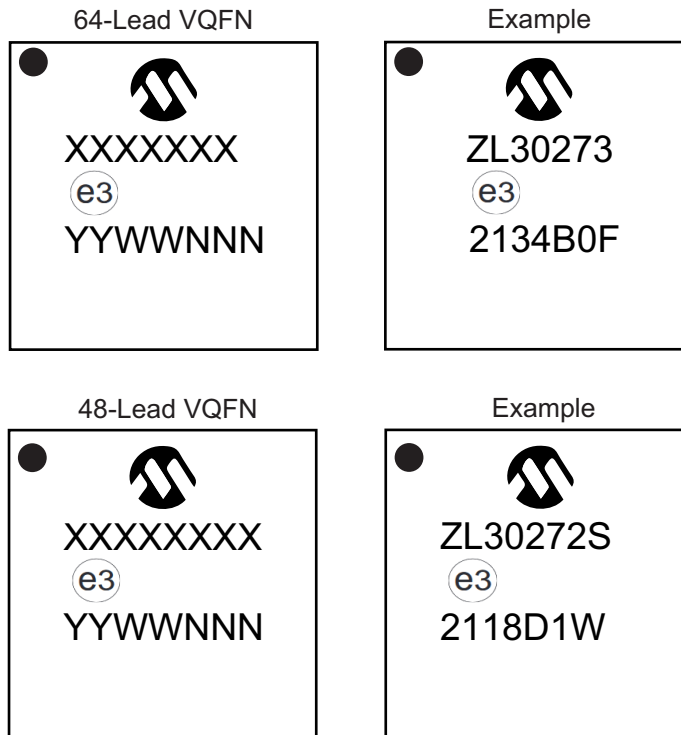 64-Lead VQFN
Example
XXXXXXX
e3
YYWWNNN
ZL30273
e3
2134B0F
48-Lead VQFN
Example
XXXXXXXX
e3
YYWWNNN
ZL30272S
e3
2118D1W